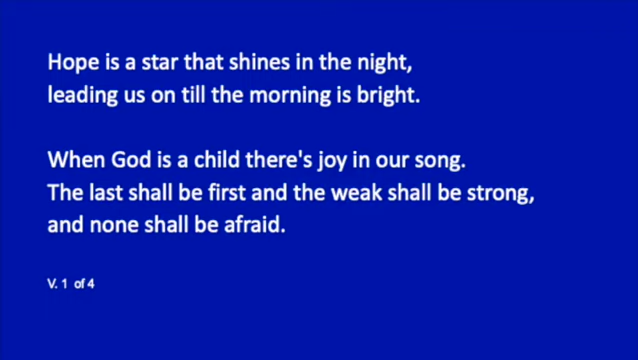 Hope is a star that shines in the night,
leading us on till the morning is bright.
When God is a child there's joy in our song.
The last shall be first and the weak shall be strong,
and none shall be afraid.
V. 1 of 4